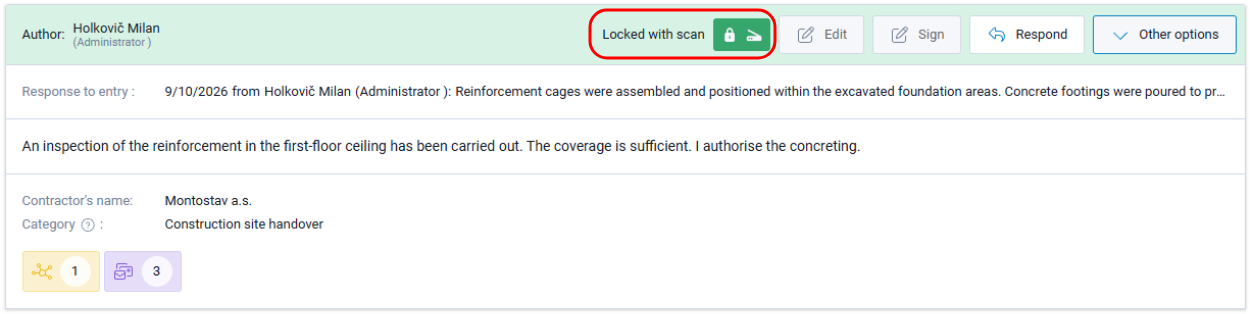 Author: Holkovič Milan
(Administrator )
Locked with scan
Edit
Sign
Respond
Other options
Response to entry : 9/10/2026 from Holkovič Milan (Administrator ): Reinforcement cages were assembled and positioned within the excavated foundation areas. Concrete footings were poured to pr...
An inspection of the reinforcement in the first-floor ceiling has been carried out. The coverage is sufficient. I authorise the concreting.
Contractor's name: Montostav a.s.
Category ? : Construction site handover
1
3